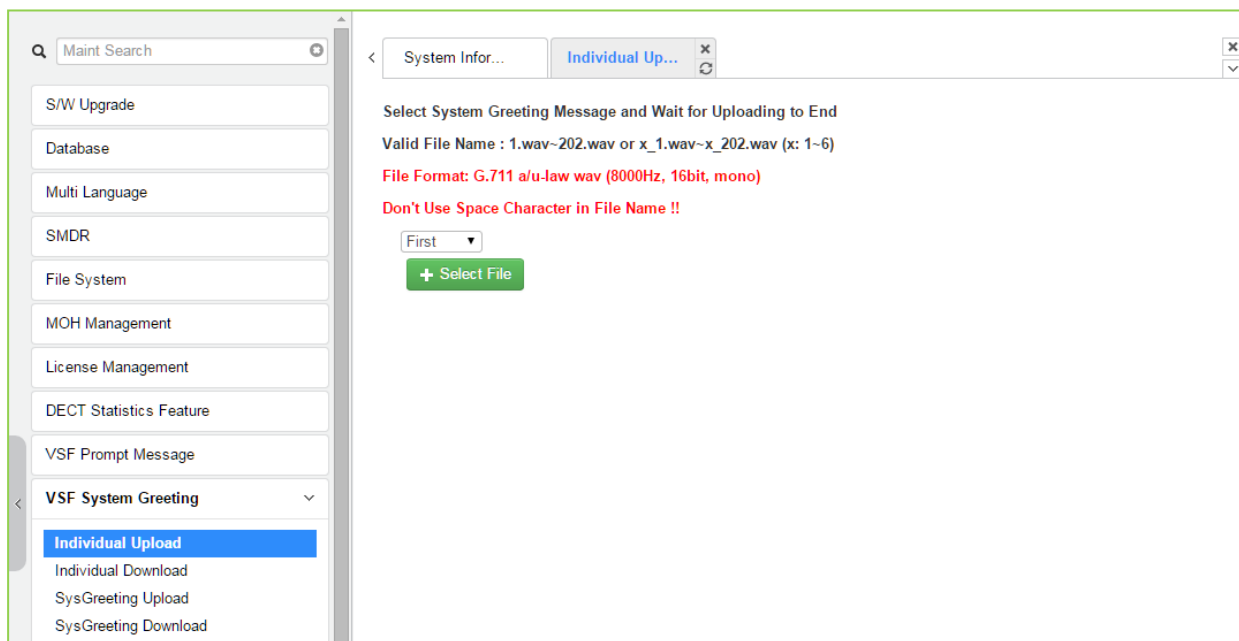 Maint Search
S/W Upgrade
Database
Multi Language
SMDR
File System
MOH Management
License Management
DECT Statistics Feature
VSF Prompt Message
VSF System Greeting
Individual Upload
Individual Download
SysGreeting Upload
SysGreeting Download
System Infor...
Individual Up...
Select System Greeting Message and Wait for Uploading to End
Valid File Name : 1.wav~202.wav or x_1.wav~x_202.wav (x: 1~6)
File Format: G.711 a/u-law wav (8000Hz, 16bit, mono)
Don't Use Space Character in File Name !!
First
+ Select File